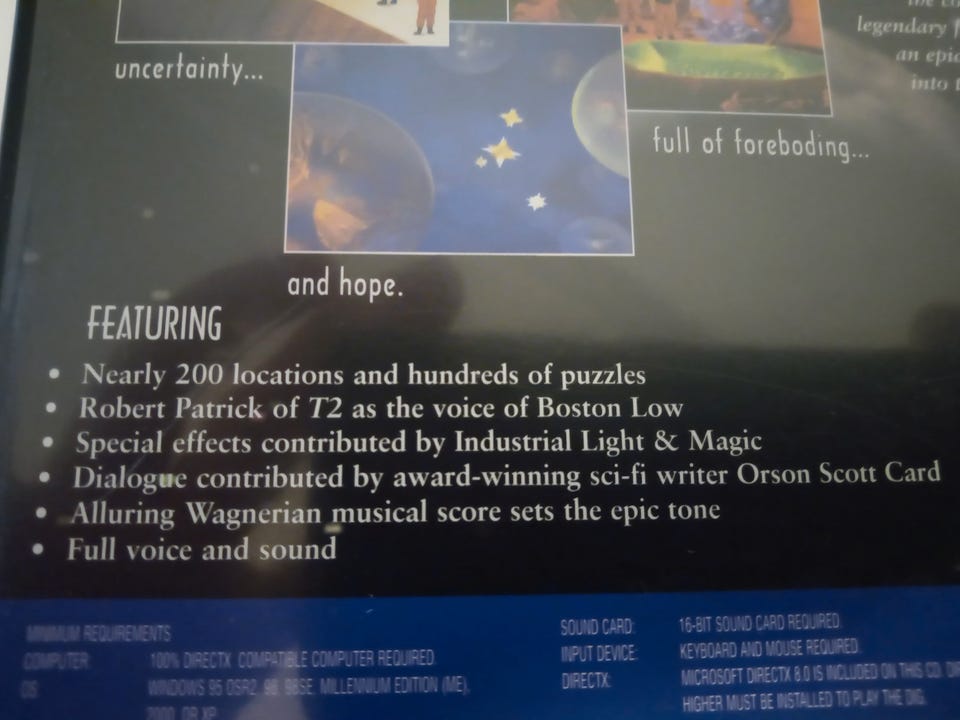 legendary
an epic
into
uncertainty...
full of foreboding...
and hope.
FEATURING
• Nearly 200 locations and hundreds of puzzles
• Robert Patrick of T2 as the voice of Boston Low
• Special effects contributed by Industrial Light & Magic
• Dialogue contributed by award-winning sci-fi writer Orson Scott Card
• Alluring Wagnerian musical score sets the epic tone
• Full voice and sound
MINIMUM REQUIREMENTS
COMPUTER: 100% DIRECTX COMPATIBLE COMPUTER REQUIRED.
OS: WINDOWS 95 OSR2, 98, 98SE, MILLENNIUM EDITION (ME),
2000, OR XP
SOUND CARD: 16-BIT SOUND CARD REQUIRED.
INPUT DEVICE: KEYBOARD AND MOUSE REQUIRED.
DIRECTX: MICROSOFT DIRECTX 8.0 IS INCLUDED ON THIS CD.
HIGHER MUST BE INSTALLED TO PLAY THE DIG.